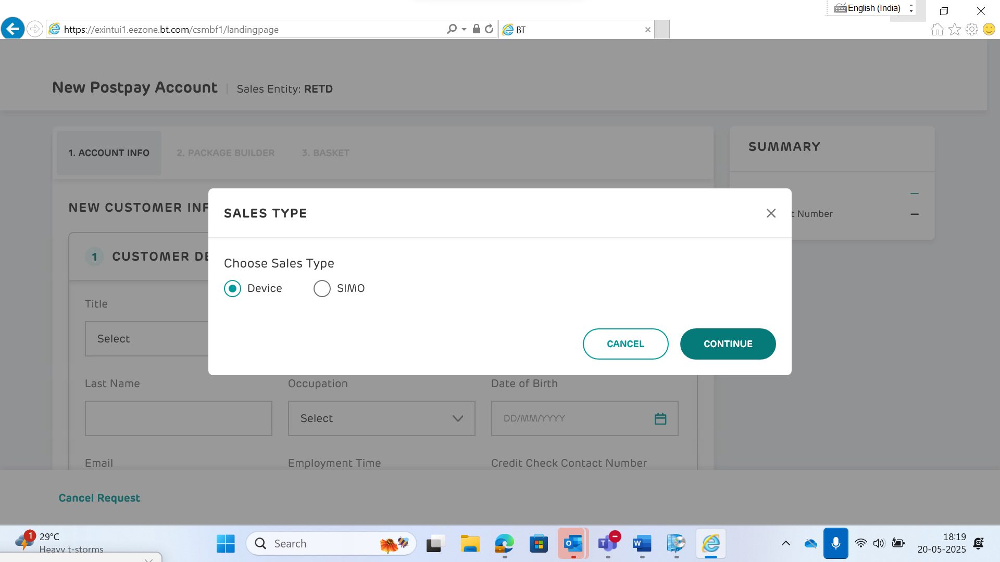 English (India)
https://exintui1.eezone.bt.com/csmbf1/landingpage
BT
New Postpay Account
Sales Entity: RETD
1. ACCOUNT INFO
2. PACKAGE BUILDER
3. BASKET
SUMMARY
t Number
NEW CUSTOMER INF
SALES TYPE
1 CUSTOMER DE
Choose Sales Type
Device
SIMO
CANCEL
CONTINUE
Title
Select
Last Name
Occupation
Date of Birth
Select
DD/MM/YYYY
Email
Employment Time
Credit Check Contact Number
Cancel Request
1
29°C
Heavy t-storms
Search
18:19
20-05-2025